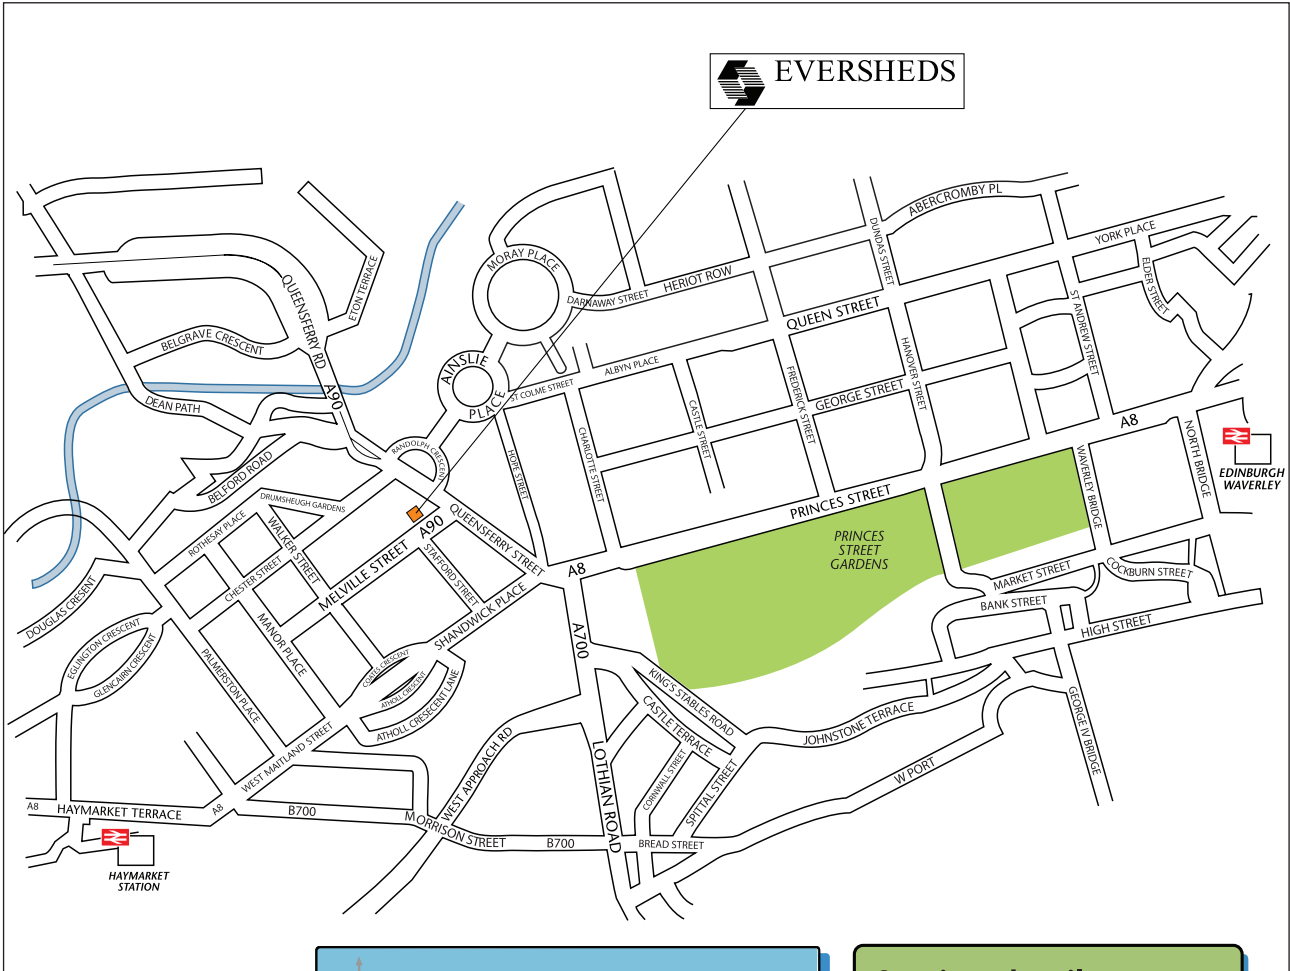 EVERSHEDS
ABERCROMBY PL
DUNDAS STREET
YORK PLACE
MORAY PLACE
HERIOT ROW
DARNAWAY STREET
ELDER STREET
ETON TERRACE
QUEENSFERRY RD
QUEEN STREET
ST ANDREW STREET
BELGRAVE CRESCENT
HANOVER STREET
AINSLIE
PLACE
ALBYN PLACE
ST COLME STREET
FREDERICK STREET
GEORGE STREET
A90
DEAN PATH
CASTLE STREET
CHARLOTTE STREET
A8
NORTH BRIDGE
EDINBURGH
WAVERLEY
RANDOLPH CRESCENT
HOPE STREET
WAVERLEY BRIDGE
BELFORD ROAD
DRUMSHEUGH GARDENS
PRINCES STREET
ROTHESAY PLACE
WALKER STREET
A90
QUEENSFERRY STREET
PRINCES
STREET
GARDENS
CHESTER STREET
MELVILLE STREET
STAFFORD STREET
A8
MARKET STREET
COCKBURN STREET
BANK STREET
DOUGLAS CRESENT
SHANDWICK PLACE
HIGH STREET
EGLINGTON CRESCENT
GLENCAIRN CRESCENT
MANOR PLACE
A700
PALMERSTON PLACE
COATES CRESCENT
ATHOLL CRESCENT
ATHOLL CRESECENT LANE
KING'S STABLES ROAD
CASTLE TERRACE
JOHNSTONE TERRACE
GEORGE IV BRIDGE
WEST MAITLAND STREET
WEST APPROACH RD
LOTHIAN ROAD
CORNWALL STREET
SPITTAL STREET
W PORT
A8
HAYMARKET TERRACE
A8
B700
MORRISON STREET
B700
BREAD STREET
HAYMARKET
STATION